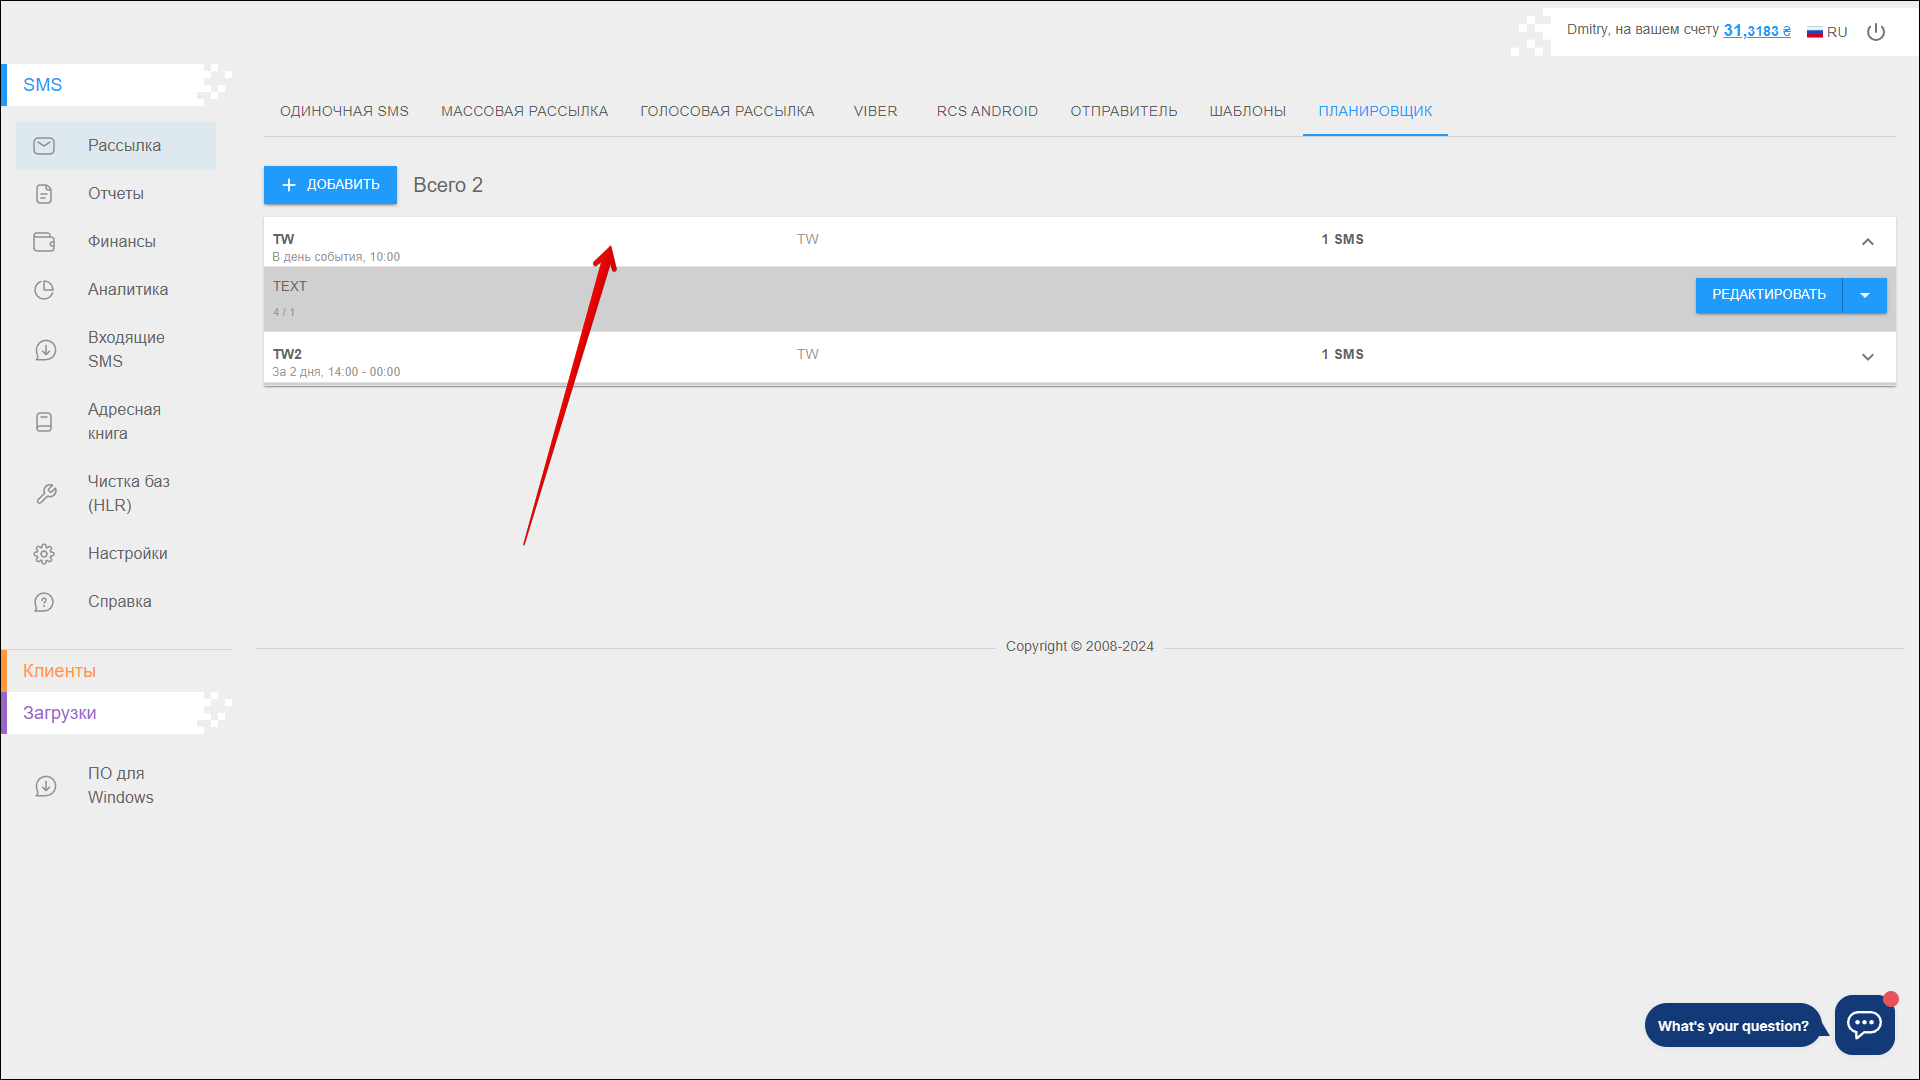 Dmitry, на вашем счету 31,3183 ₴ RU
SMS
ОДИНОЧНАЯ SMS МАССОВАЯ РАССЫЛКА ГОЛОСОВАЯ РАССЫЛКА VIBER RCS ANDROID ОТПРАВИТЕЛЬ ШАБЛОНЫ ПЛАНИРОВЩИК
Рассылка
Отчеты
Финансы
Аналитика
Входящие
SMS
Адресная
книга
Чистка баз
(HLR)
Настройки
Справка
Клиенты
Загрузки
ПО для
Windows
ДОБАВИТЬ Всего 2
TW TW 1 SMS
В день события, 10:00
TEXT РЕДАКТИРОВАТЬ
4 / 1
TW2 TW 1 SMS
За 2 дня, 14:00 - 00:00
Copyright © 2008-2024
What's your question?